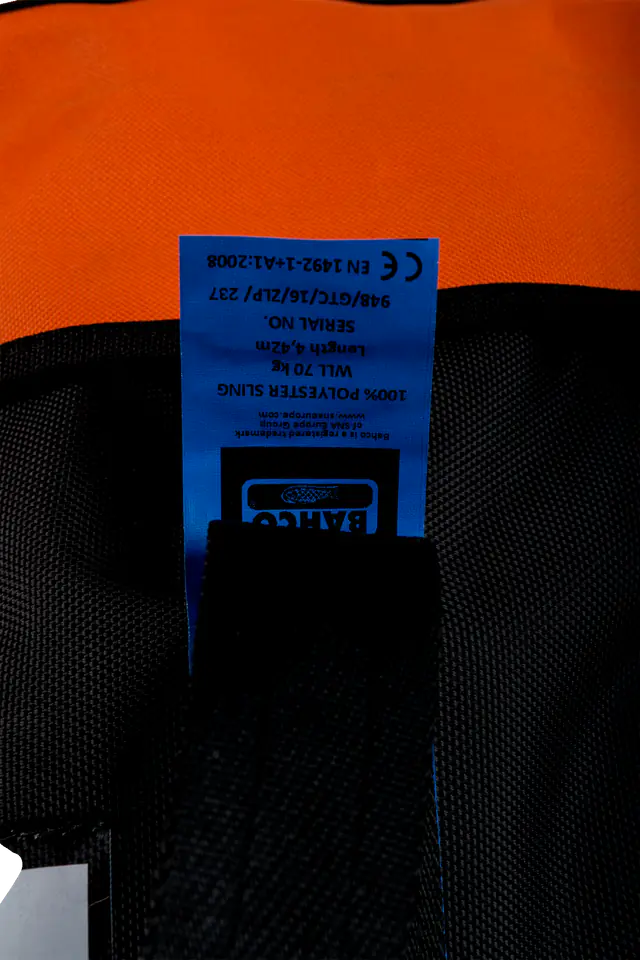 BAHCO
Bahco is a registered trademark
of SNA Europe Group
www.snaeurope.com
100% POLYESTER SLING
WLL 70 kg
Length 4,42m
SERIAL NO.
948/GTC/16/ZLP/ 237
CE EN 1492-1+A1:2008